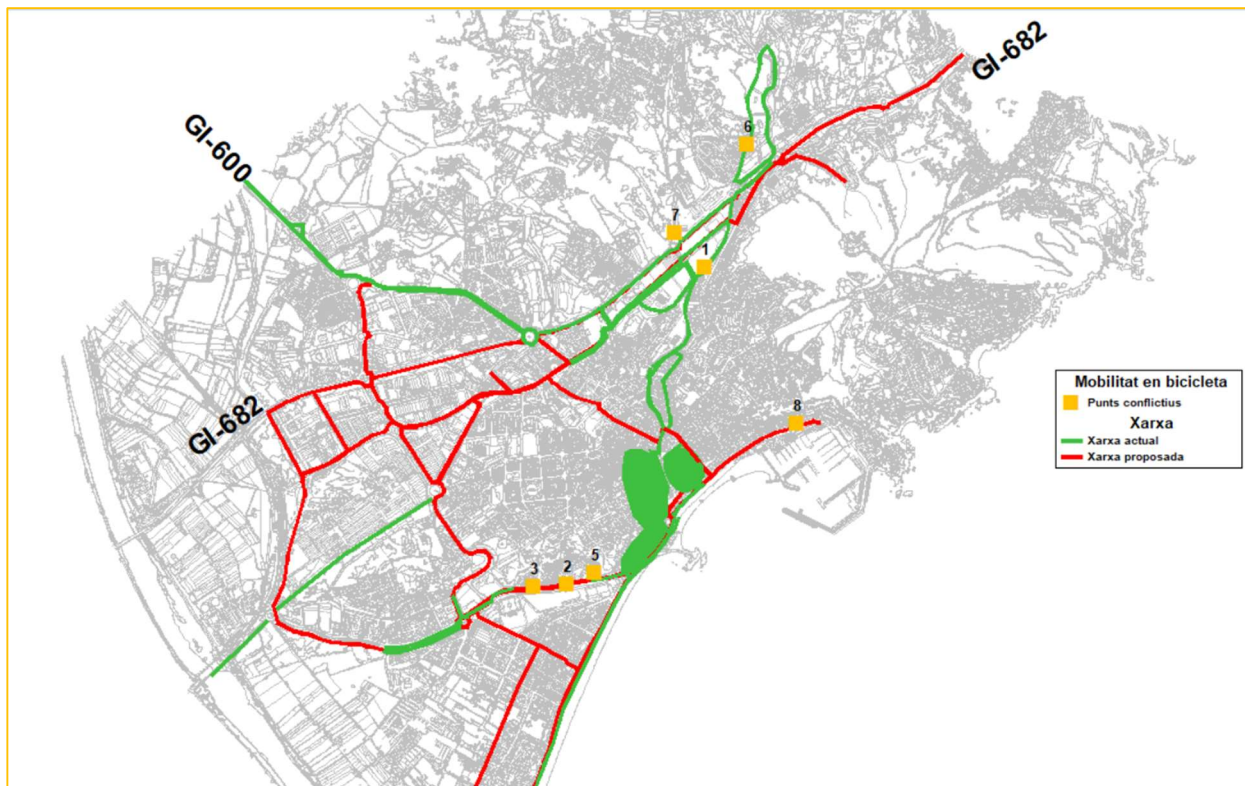 GI-682
GI-600
6
7
1
GI-682
8
3
2
5
Mobilitat en bicicleta
Punts conflictius
Xarxa
Xarxa actual
Xarxa proposada